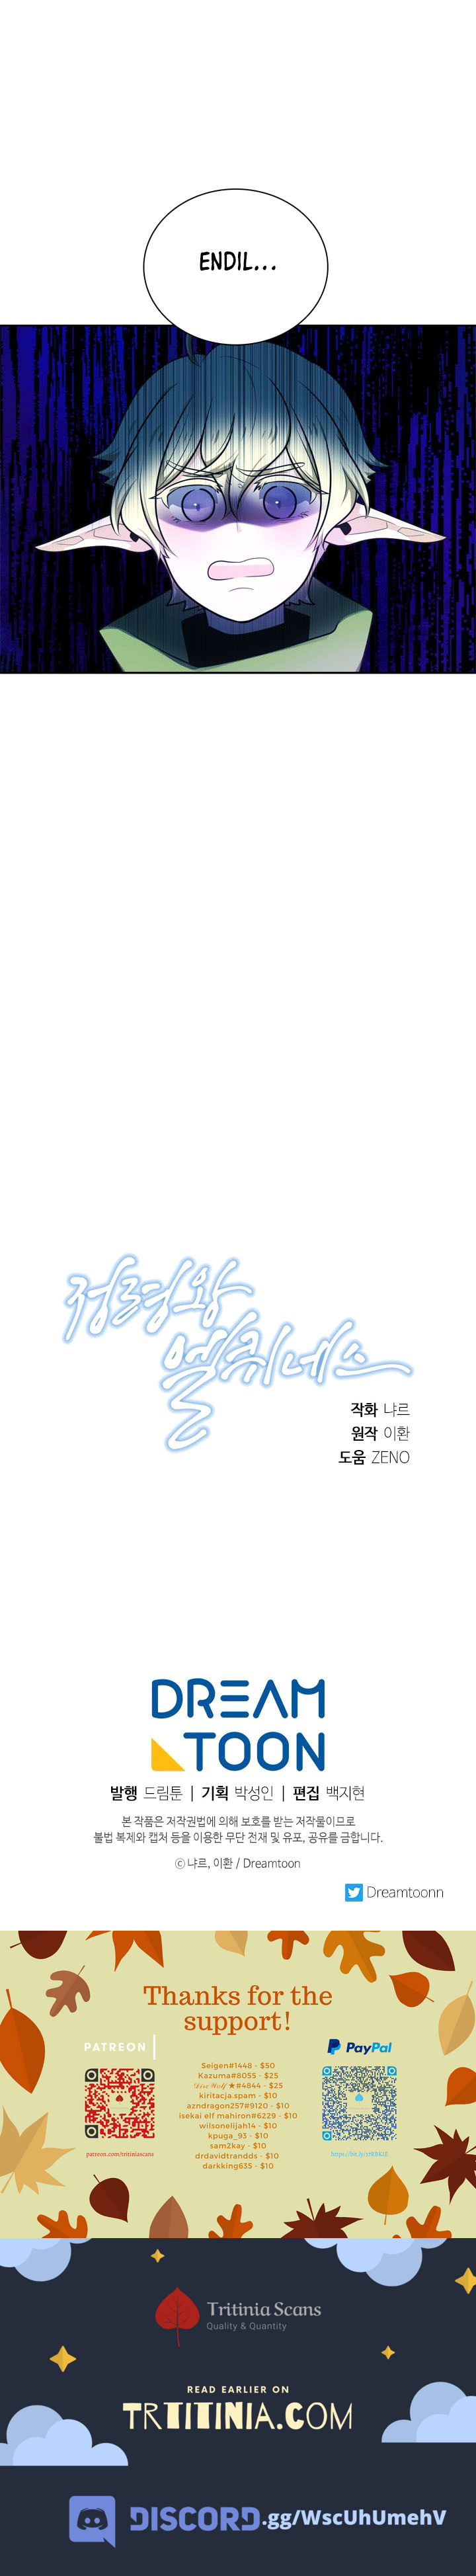 ENDIL...
정령왕
엘퀴네스
작화 냐르
원작 이환
도움 ZENO
DREAM
TOON
발행 드림툰 | 기획 박성인 | 편집 백지현
본 작품은 저작권법에 의해 보호를 받는 저작물이므로
불법 복제와 캡처 등을 이용한 무단 전재 및 유포, 공유를 금합니다.
ⓒ 냐르, 이환 / Dreamtoon
Dreamtoonn
Thanks for the
support!
PATREON
PayPal
Seigen#1448 - $50
Kazuma#8055 - $25
★#4844 - $25
kiritacja.spam - $10
azndragon257#9120 - $10
isekai elf mahiron#6229 - $10
wilsonelijah14 - $10
kpuga_93 - $10
sam2kay - $10
drdavidtrandds - $10
darkking635 - $10
patreon.com/tritiniascans
Tritinia Scans
Quality & Quantity
READ EARLIER ON
TRITINIA.COM
DISCORD.gg/WscUhUmehV